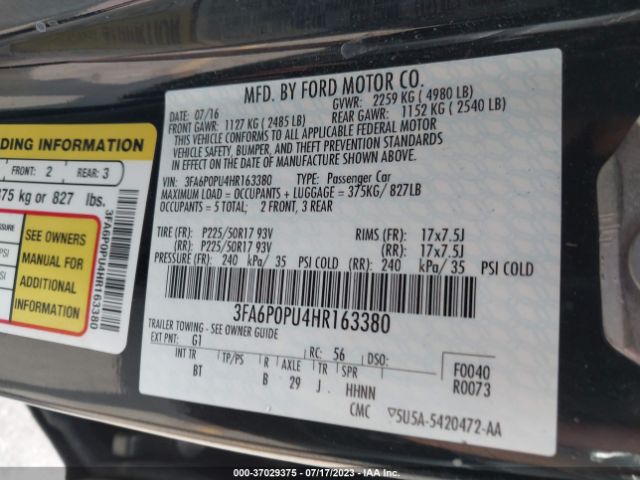 MFD. BY FORD MOTOR CO.
DATE: 07/16 GVWR: 2259 KG ( 4980 LB)
FRONT GAWR: 1127 KG ( 2485 LB) REAR GAWR: 1152 KG ( 2540 LB)
THIS VEHICLE CONFORMS TO ALL APPLICABLE FEDERAL MOTOR
VEHICLE SAFETY, BUMPER, AND THEFT PREVENTION STANDARDS
IN EFFECT ON THE DATE OF MANUFACTURE SHOWN ABOVE.
VIN: 3FA6P0PU4HR163380 TYPE: Passenger Car
MAXIMUM LOAD = OCCUPANTS + LUGGAGE = 375KG/ 827LB
OCCUPANTS = 5 TOTAL; 2 FRONT, 3 REAR
TIRE (FR): P225/50R17 93V RIMS (FR): 17x7.5J
(RR): P225/50R17 93V (RR): 17x7.5J
PRESSURE (FR): 240 kPa/ 35 PSI COLD (RR): 240 kPa/ 35 PSI COLD
3FA6P0PU4HR163380
TRAILER TOWING - SEE OWNER GUIDE
EXT PNT: G1 RC: 56 DSO: F0040
INT TR TP/PS R AXLE TR SPR R0073
BT B 29 J HHNN
CMC 5U5A-5420472-AA
ADING INFORMATION
FRONT: 2 REAR: 3
375 kg or 827 lbs.
SEE OWNERS
MANUAL FOR
ADDITIONAL
INFORMATION
3FA6P0PU4HR163380
000-37029375 - 07/17/2023 - IAA Inc.